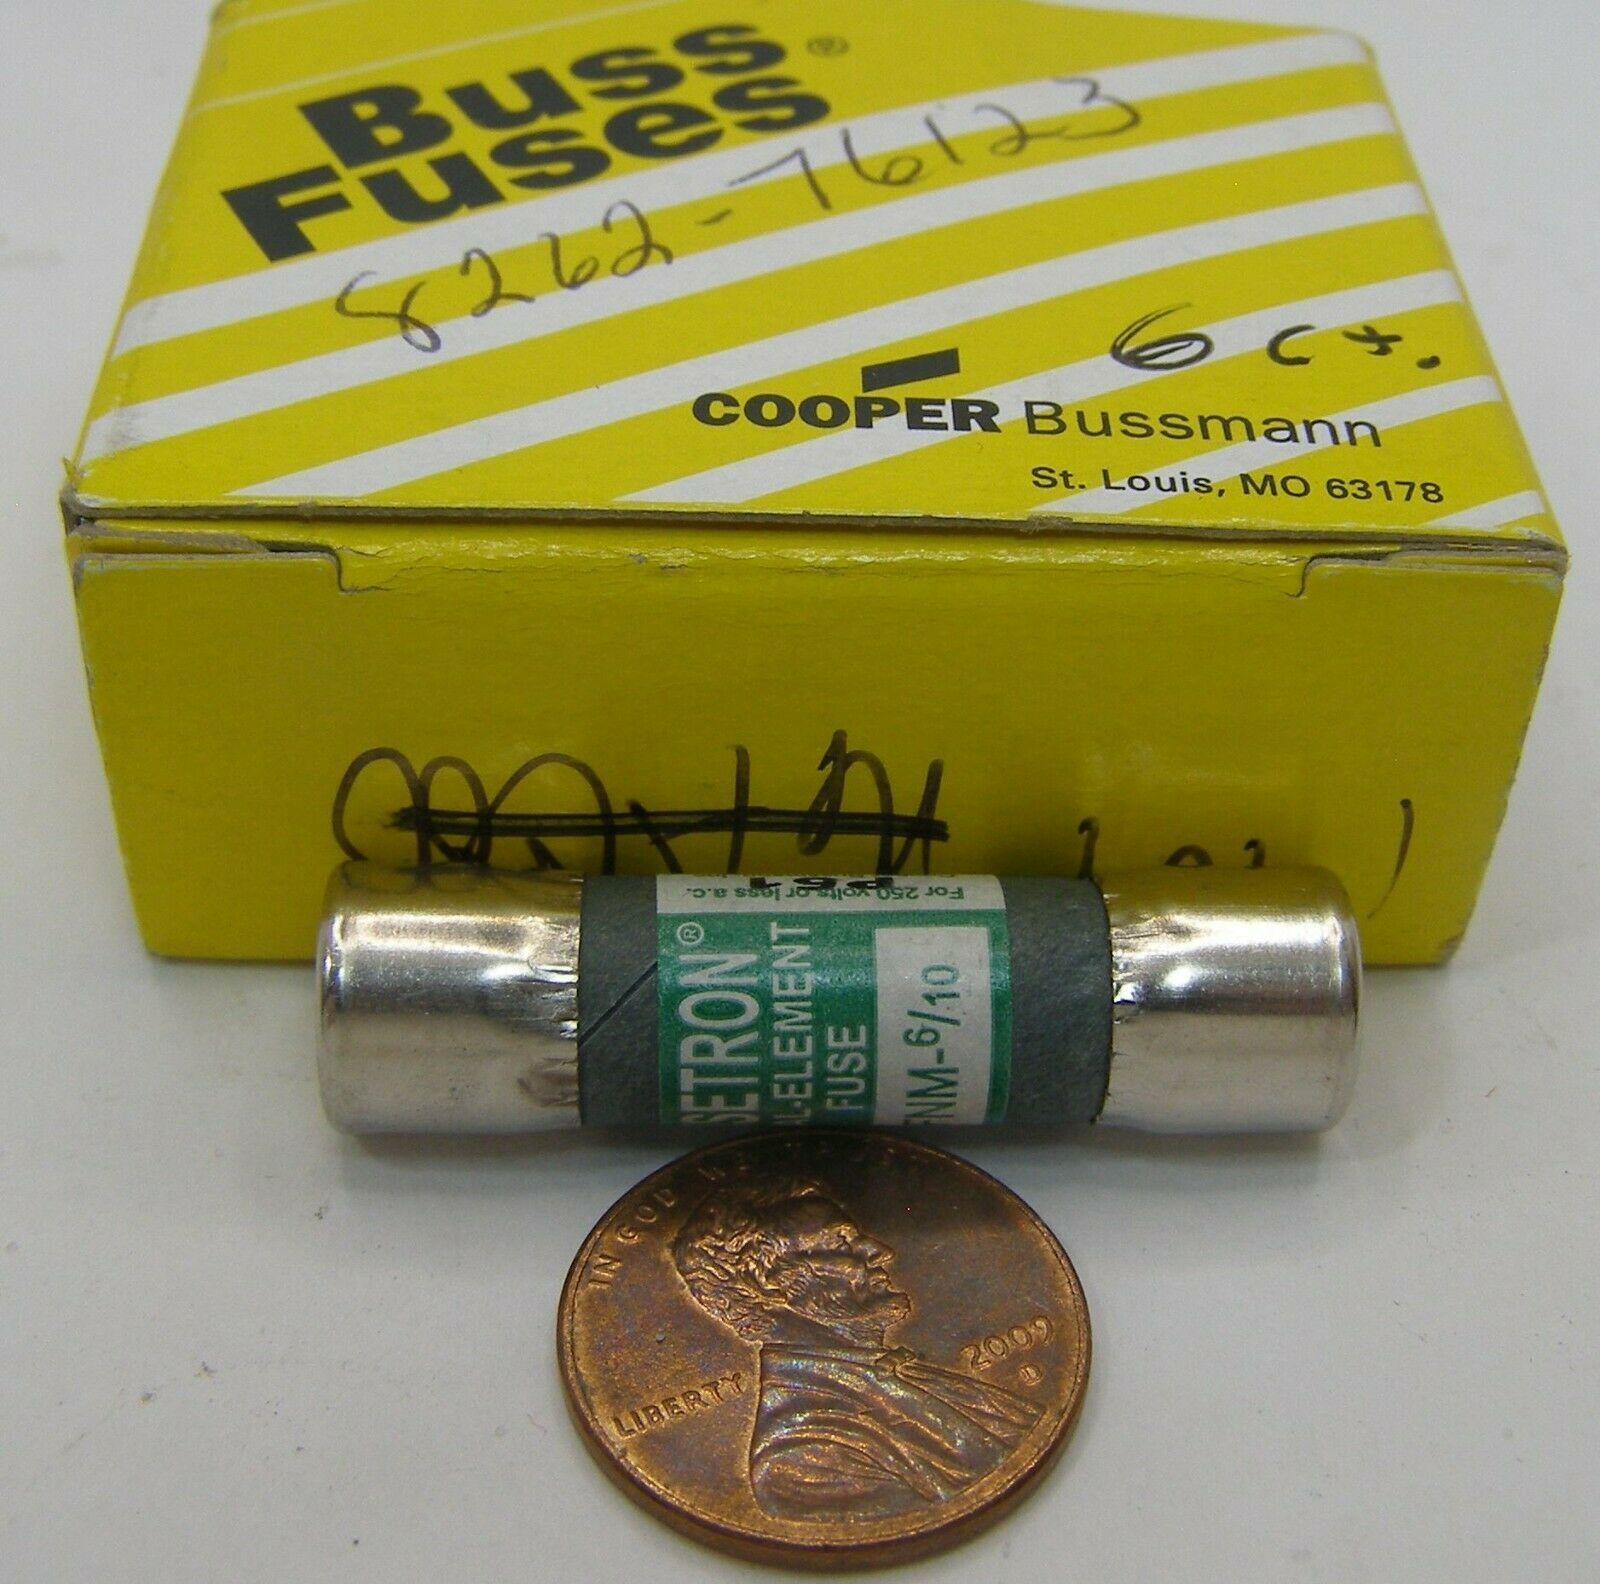 Buss®
Fuses
8262-76123
6 ct.
COOPER Bussmann
St. Louis, MO 63178
For 250 volts or less a.c.
SETRON®
L-ELEMENT
FUSE
FNM-6/10
IN GOD WE TRUST
LIBERTY
2009
D